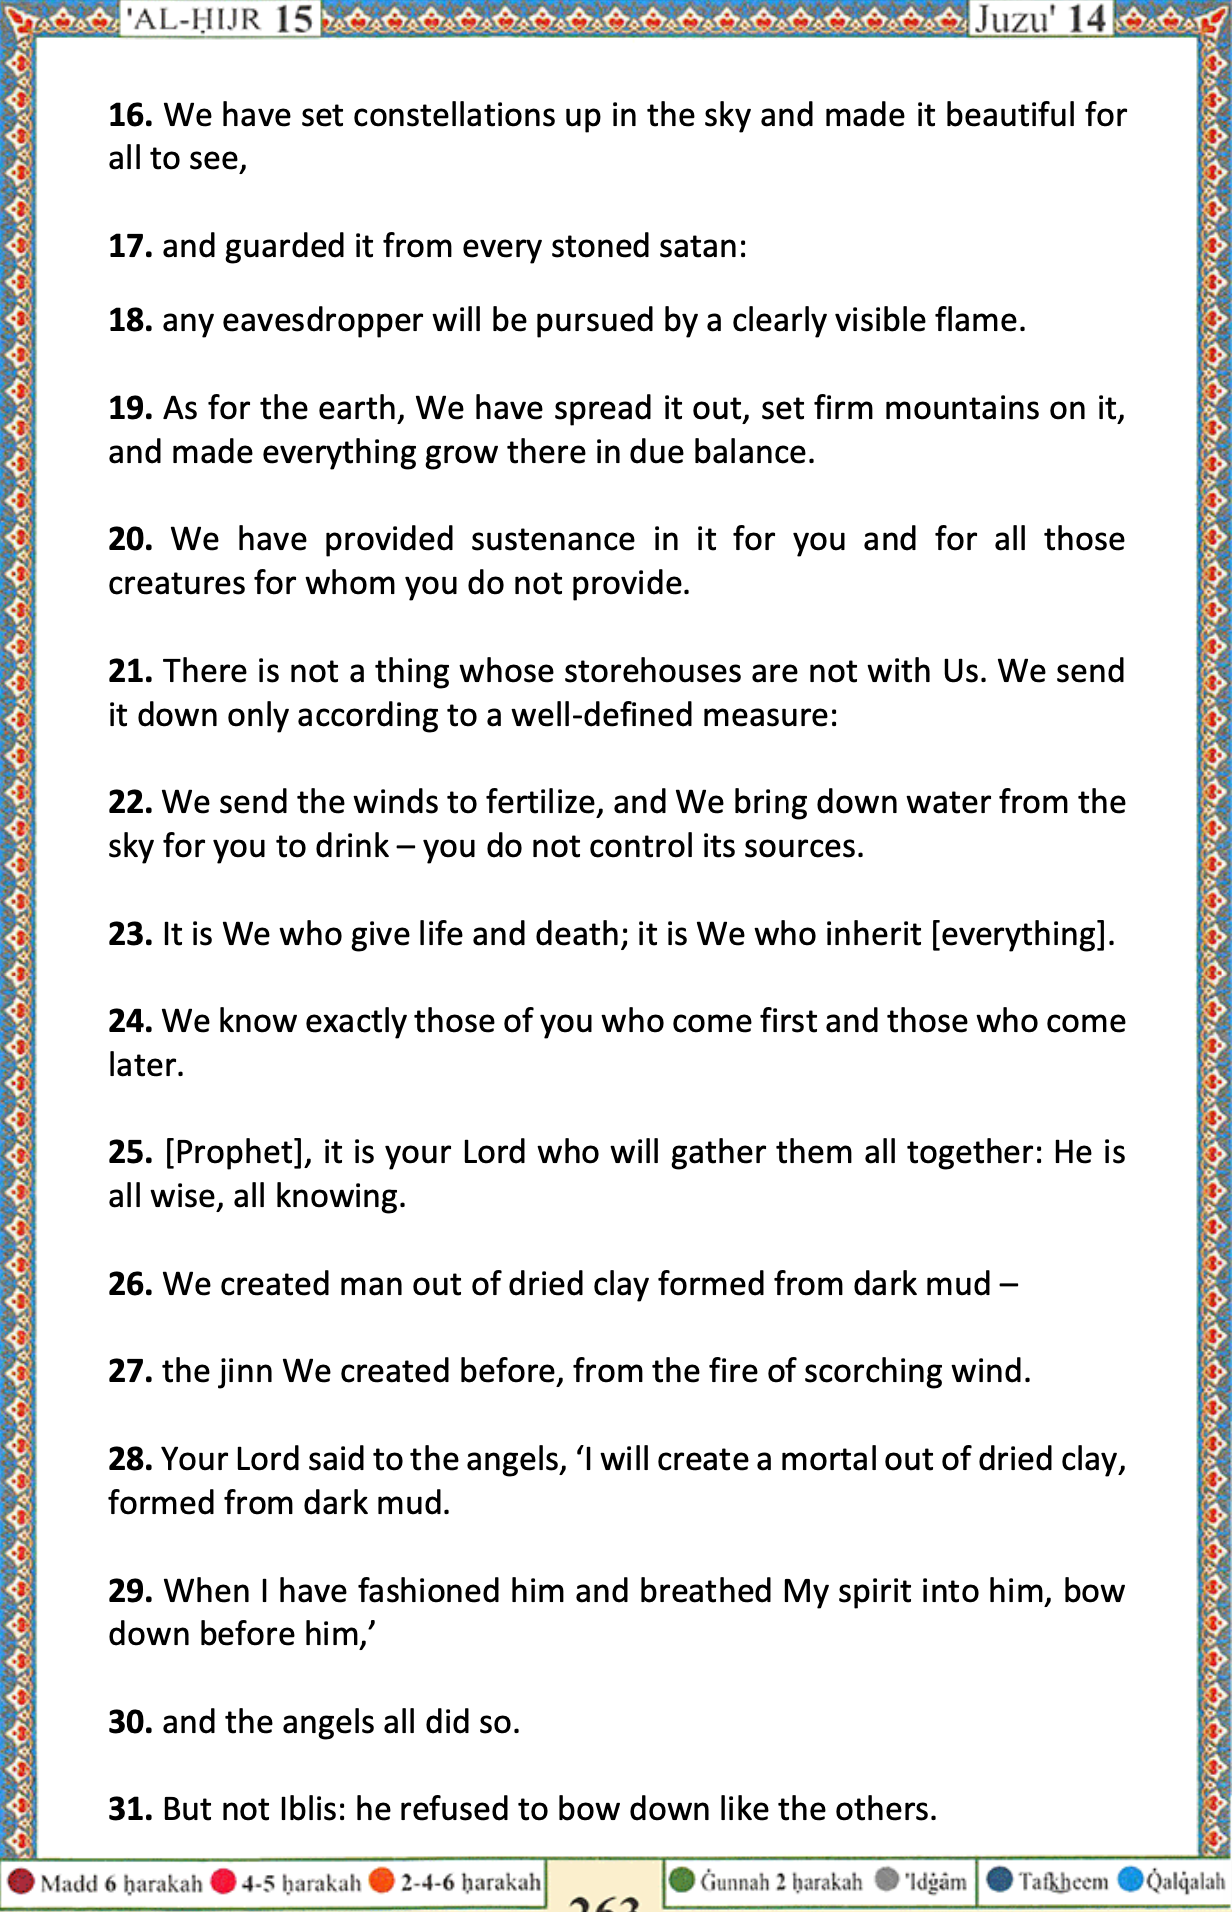 'AL-ḤIJR 15 Juzu' 14
16. We have set constellations up in the sky and made it beautiful for
all to see,
17. and guarded it from every stoned satan:
18. any eavesdropper will be pursued by a clearly visible flame.
19. As for the earth, We have spread it out, set firm mountains on it,
and made everything grow there in due balance.
20. We have provided sustenance in it for you and for all those
creatures for whom you do not provide.
21. There is not a thing whose storehouses are not with Us. We send
it down only according to a well-defined measure:
22. We send the winds to fertilize, and We bring down water from the
sky for you to drink – you do not control its sources.
23. It is We who give life and death; it is We who inherit [everything].
24. We know exactly those of you who come first and those who come
later.
25. [Prophet], it is your Lord who will gather them all together: He is
all wise, all knowing.
26. We created man out of dried clay formed from dark mud –
27. the jinn We created before, from the fire of scorching wind.
28. Your Lord said to the angels, ‘I will create a mortal out of dried clay,
formed from dark mud.
29. When I have fashioned him and breathed My spirit into him, bow
down before him,’
30. and the angels all did so.
31. But not Iblis: he refused to bow down like the others.
Madd 6 ḥarakah 4-5 ḥarakah 2-4-6 ḥarakah Ġunnah 2 ḥarakah 'Idġâm Tafkheem Qalqalah